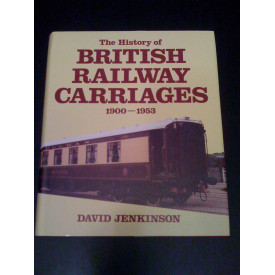 The History of
BRITISH
RAILWAY
CARRIAGES
1900—1953
DAVID JENKINSON